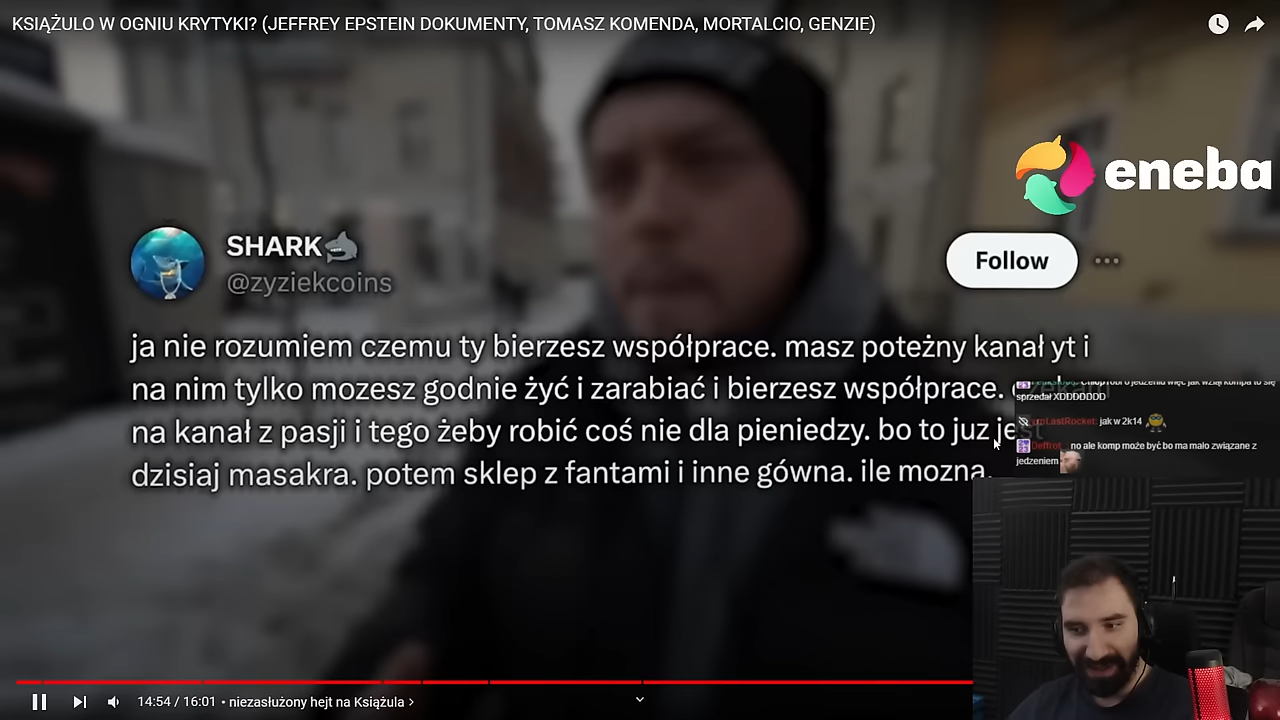 KSIĄŻULO W OGNIU KRYTYKI? (JEFFREY EPSTEIN DOKUMENTY, TOMASZ KOMENDA, MORTALCIO, GENZIE)
eneba
SHARK
@zyziekcoins
Follow
ja nie rozumiem czemu ty bierzesz współprace. masz poteżny kanał yt i
na nim tylko mozesz godnie żyć i zarabiać i bierzesz współprace.
na kanał z pasji i tego żeby robić coś nie dla pieniedzy. bo to juz jest
dzisiaj masakra. potem sklep z fantami i inne gówna. ile mozna.
sprzedał XDDDDDDD
jak w 2k14
Deffrot: no ale komp może być bo ma mało związane z
jedzeniem
14:54 / 16:01 • niezasłużony hejt na Książula >